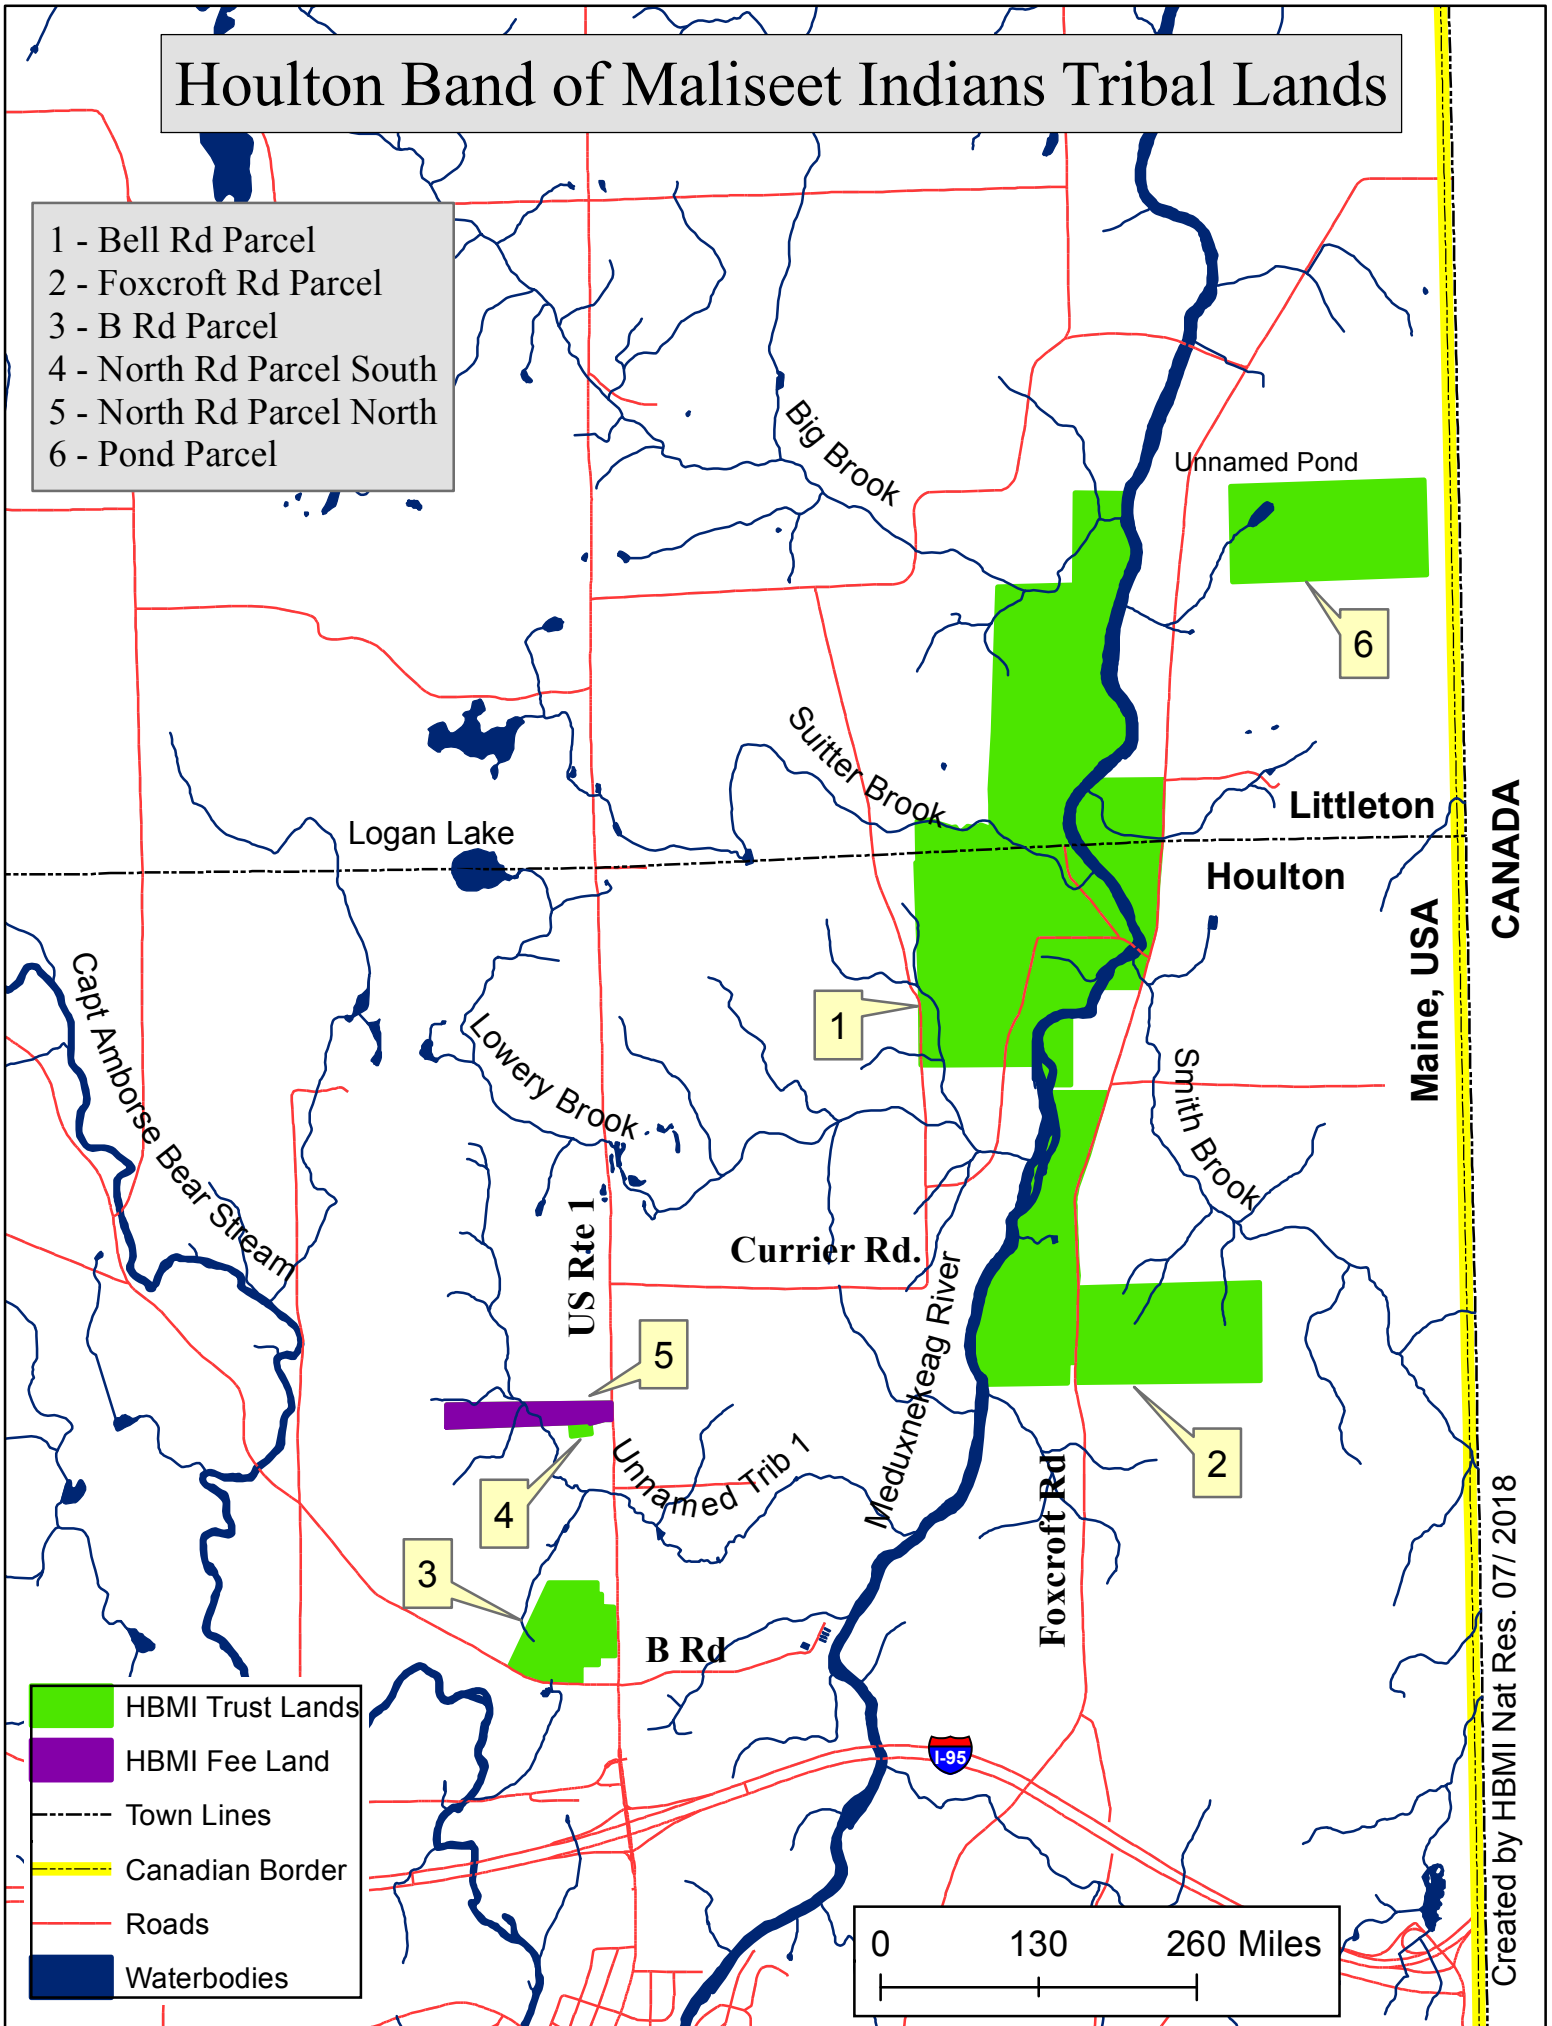 Houlton Band of Maliseet Indians Tribal Lands
1 - Bell Rd Parcel
2 - Foxcroft Rd Parcel
3 - B Rd Parcel
4 - North Rd Parcel South
5 - North Rd Parcel North
6 - Pond Parcel
Big Brook
Unnamed Pond
6
Suitter Brook
Littleton
Logan Lake
Houlton
CANADA
Maine, USA
Capt Amborse Bear Stream
1
Lowery Brook
Smith Brook
US Rte 1
Currier Rd.
Meduxnekeag River
5
4
Unnamed Trib 1
2
Foxcroft Rd
3
B Rd
I-95
HBMI Trust Lands
HBMI Fee Land
Town Lines
Canadian Border
Roads
Waterbodies
0 130 260 Miles
Created by HBMI Nat Res. 07/ 2018